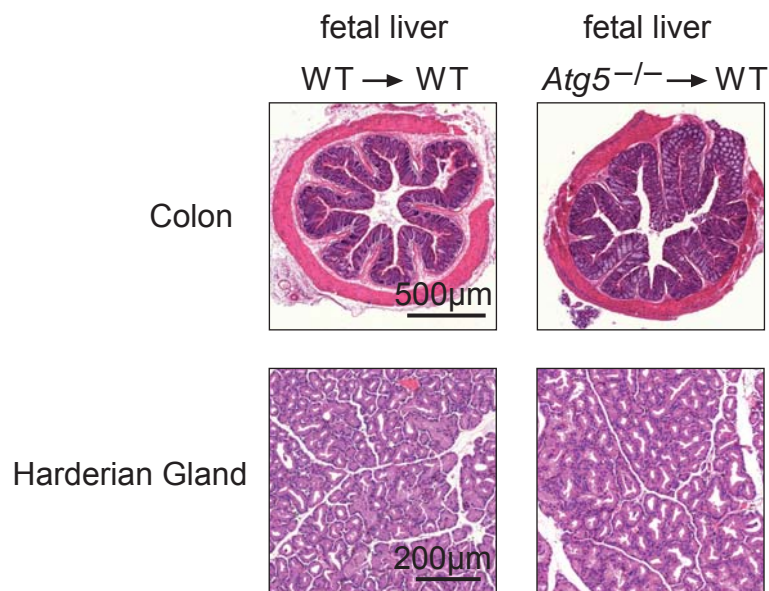 fetal liver
WT → WT
fetal liver
Atg5–/– → WT
Colon
500µm
Harderian Gland
200µm